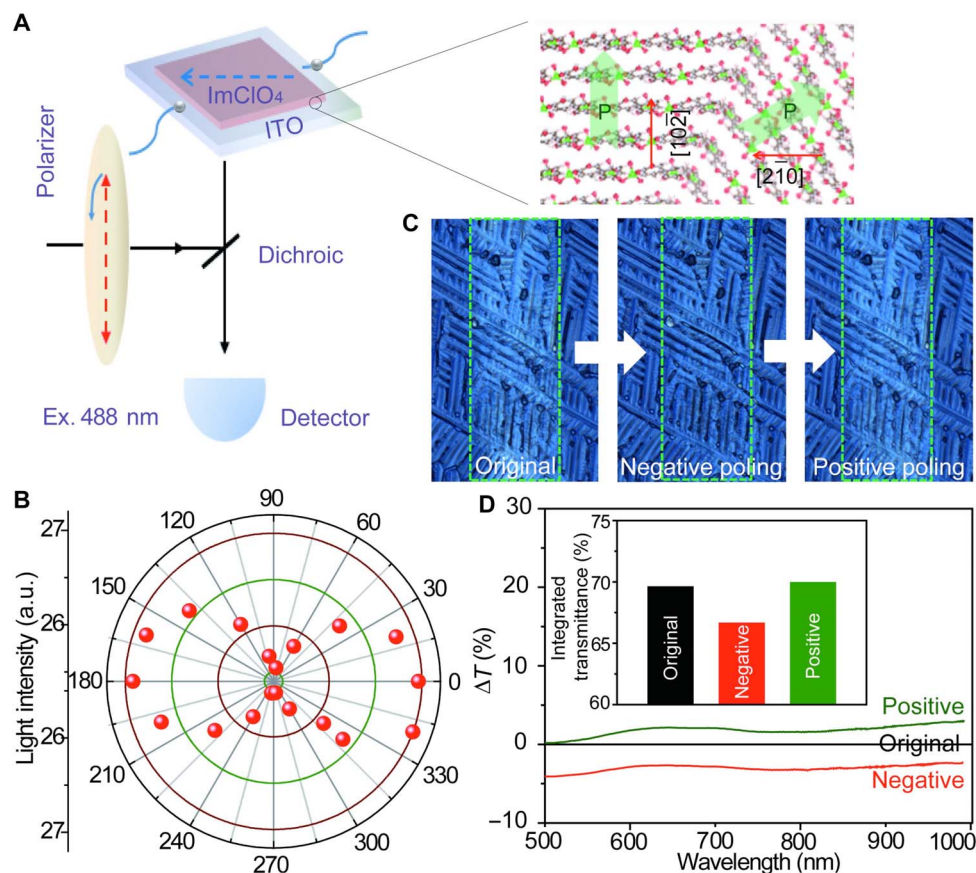 A
ImClO4
ITO
Polarizer
Dichroic
Ex. 488 nm
Detector
P
P
[102̅]
[21̅0]
C
Original
Negative poling
Positive poling
B
Light intensity (a.u.)
27
26
26
27
90
60
30
0
330
300
270
240
210
180
150
120
D
ΔT (%)
30
20
10
0
–10
Integrated
transmittance (%)
75
70
65
60
Original
Negative
Positive
Positive
Original
Negative
500
600
700
800
900
1000
Wavelength (nm)